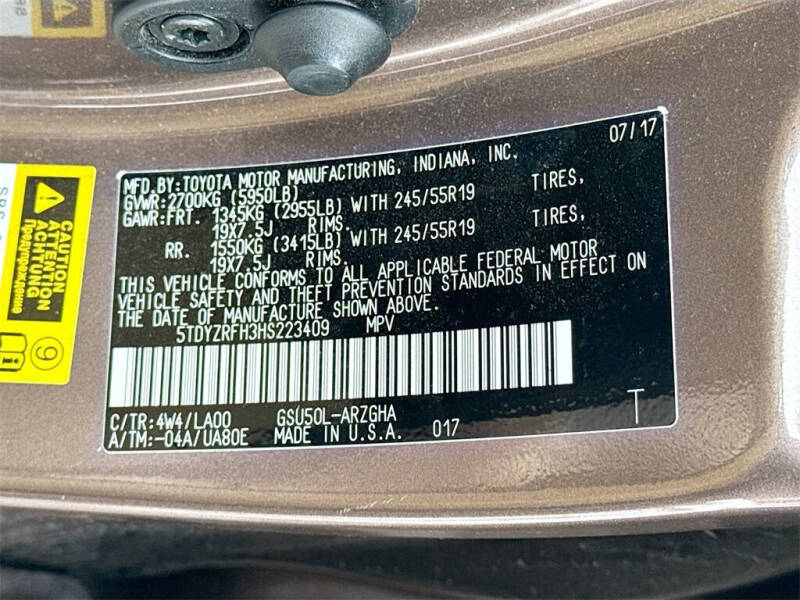 07/17
MFD.BY:TOYOTA MOTOR MANUFACTURING, INDIANA, INC.
GVWR:2700KG (5950LB)
GAWR:FRT. 1345KG (2955LB) WITH 245/55R19 TIRES,
19X7.5J RIMS.
RR. 1550KG (3415LB) WITH 245/55R19 TIRES,
19X7.5J RIMS.
THIS VEHICLE CONFORMS TO ALL APPLICABLE FEDERAL MOTOR
VEHICLE SAFETY AND THEFT PREVENTION STANDARDS IN EFFECT ON
THE DATE OF MANUFACTURE SHOWN ABOVE.
5TDYZRFH3HS223409 MPV
C/TR:4W4/LA00 GSU50L-ARZGHA
A/TM:-04A/UA80E MADE IN U.S.A. 017
T
CAUTION
ATTENTION
ACHTUNG
Предупреждение
9